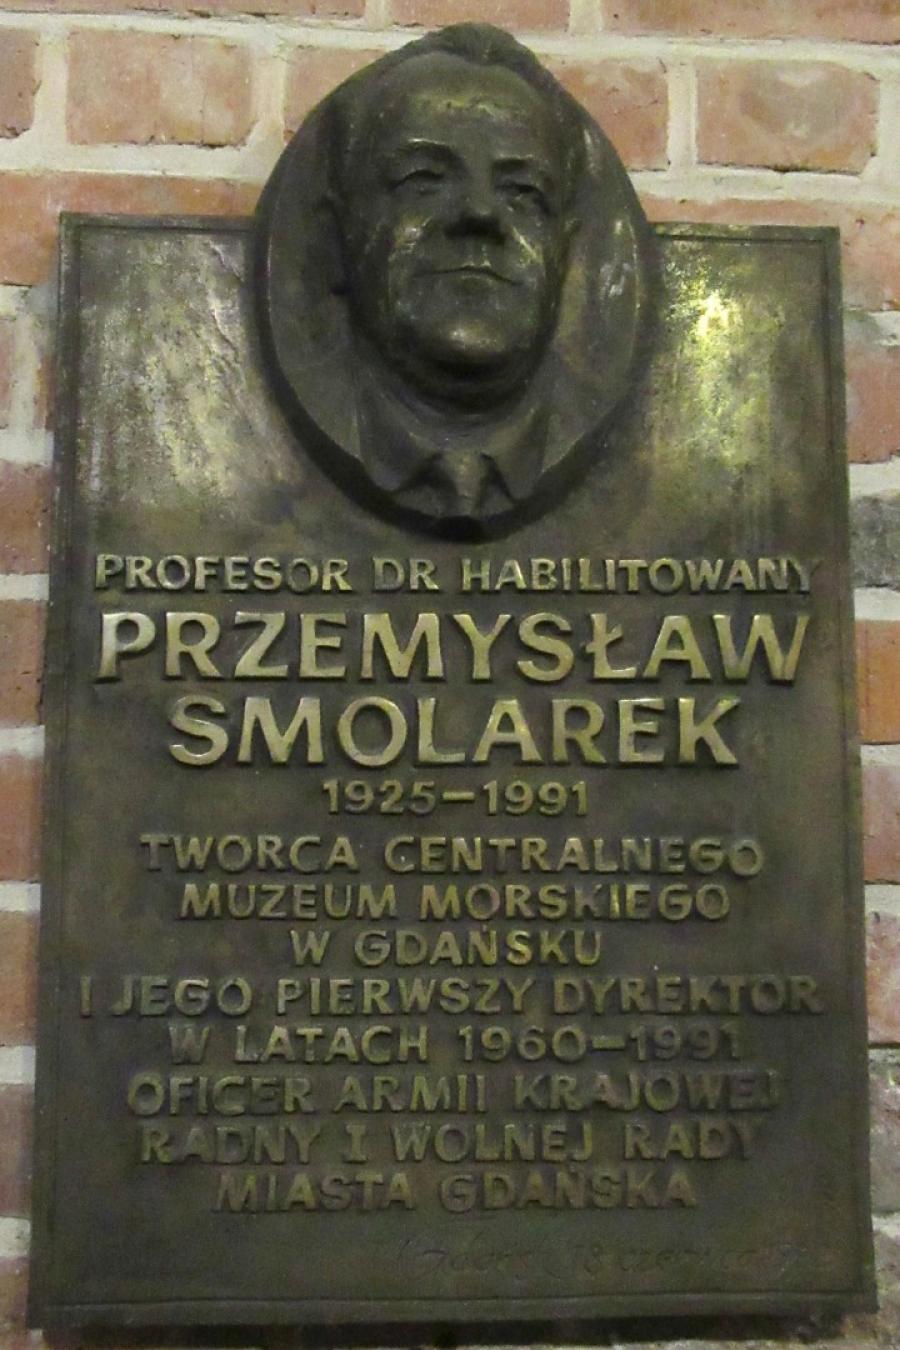 PROFESOR DR HABILITOWANY
PRZEMYSŁAW
SMOLAREK
1925–1991
TWORCA CENTRALNEGO
MUZEUM MORSKIEGO
W GDAŃSKU
I JEGO PIERWSZY DYREKTOR
W LATACH 1960–1991
OFICER ARMII KRAJOWEJ
RADNY I WOLNEJ RADY
MIASTA GDAŃSKA